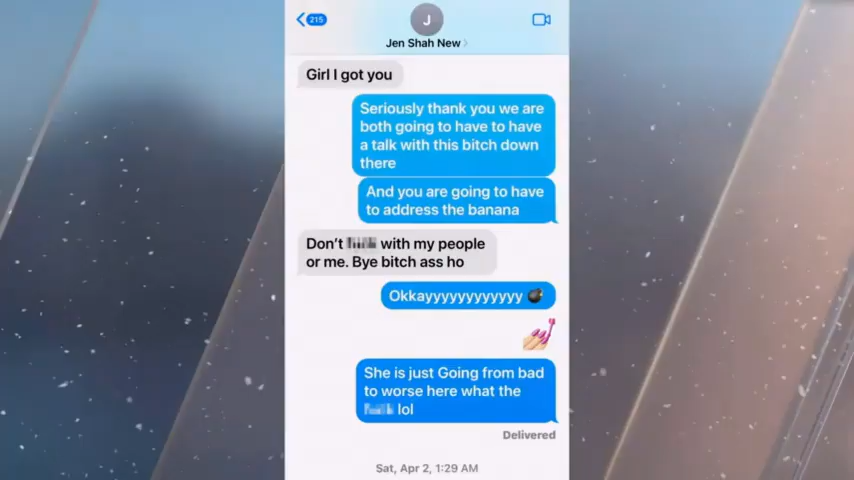 215
J
Jen Shah New
Girl I got you
Seriously thank you we are
both going to have to have
a talk with this bitch down
there
And you are going to have
to address the banana
Don't with my people
or me. Bye bitch ass ho
Okkayyyyyyyyyyyy
She is just Going from bad
to worse here what the
lol
Delivered
Sat, Apr 2, 1:29 AM